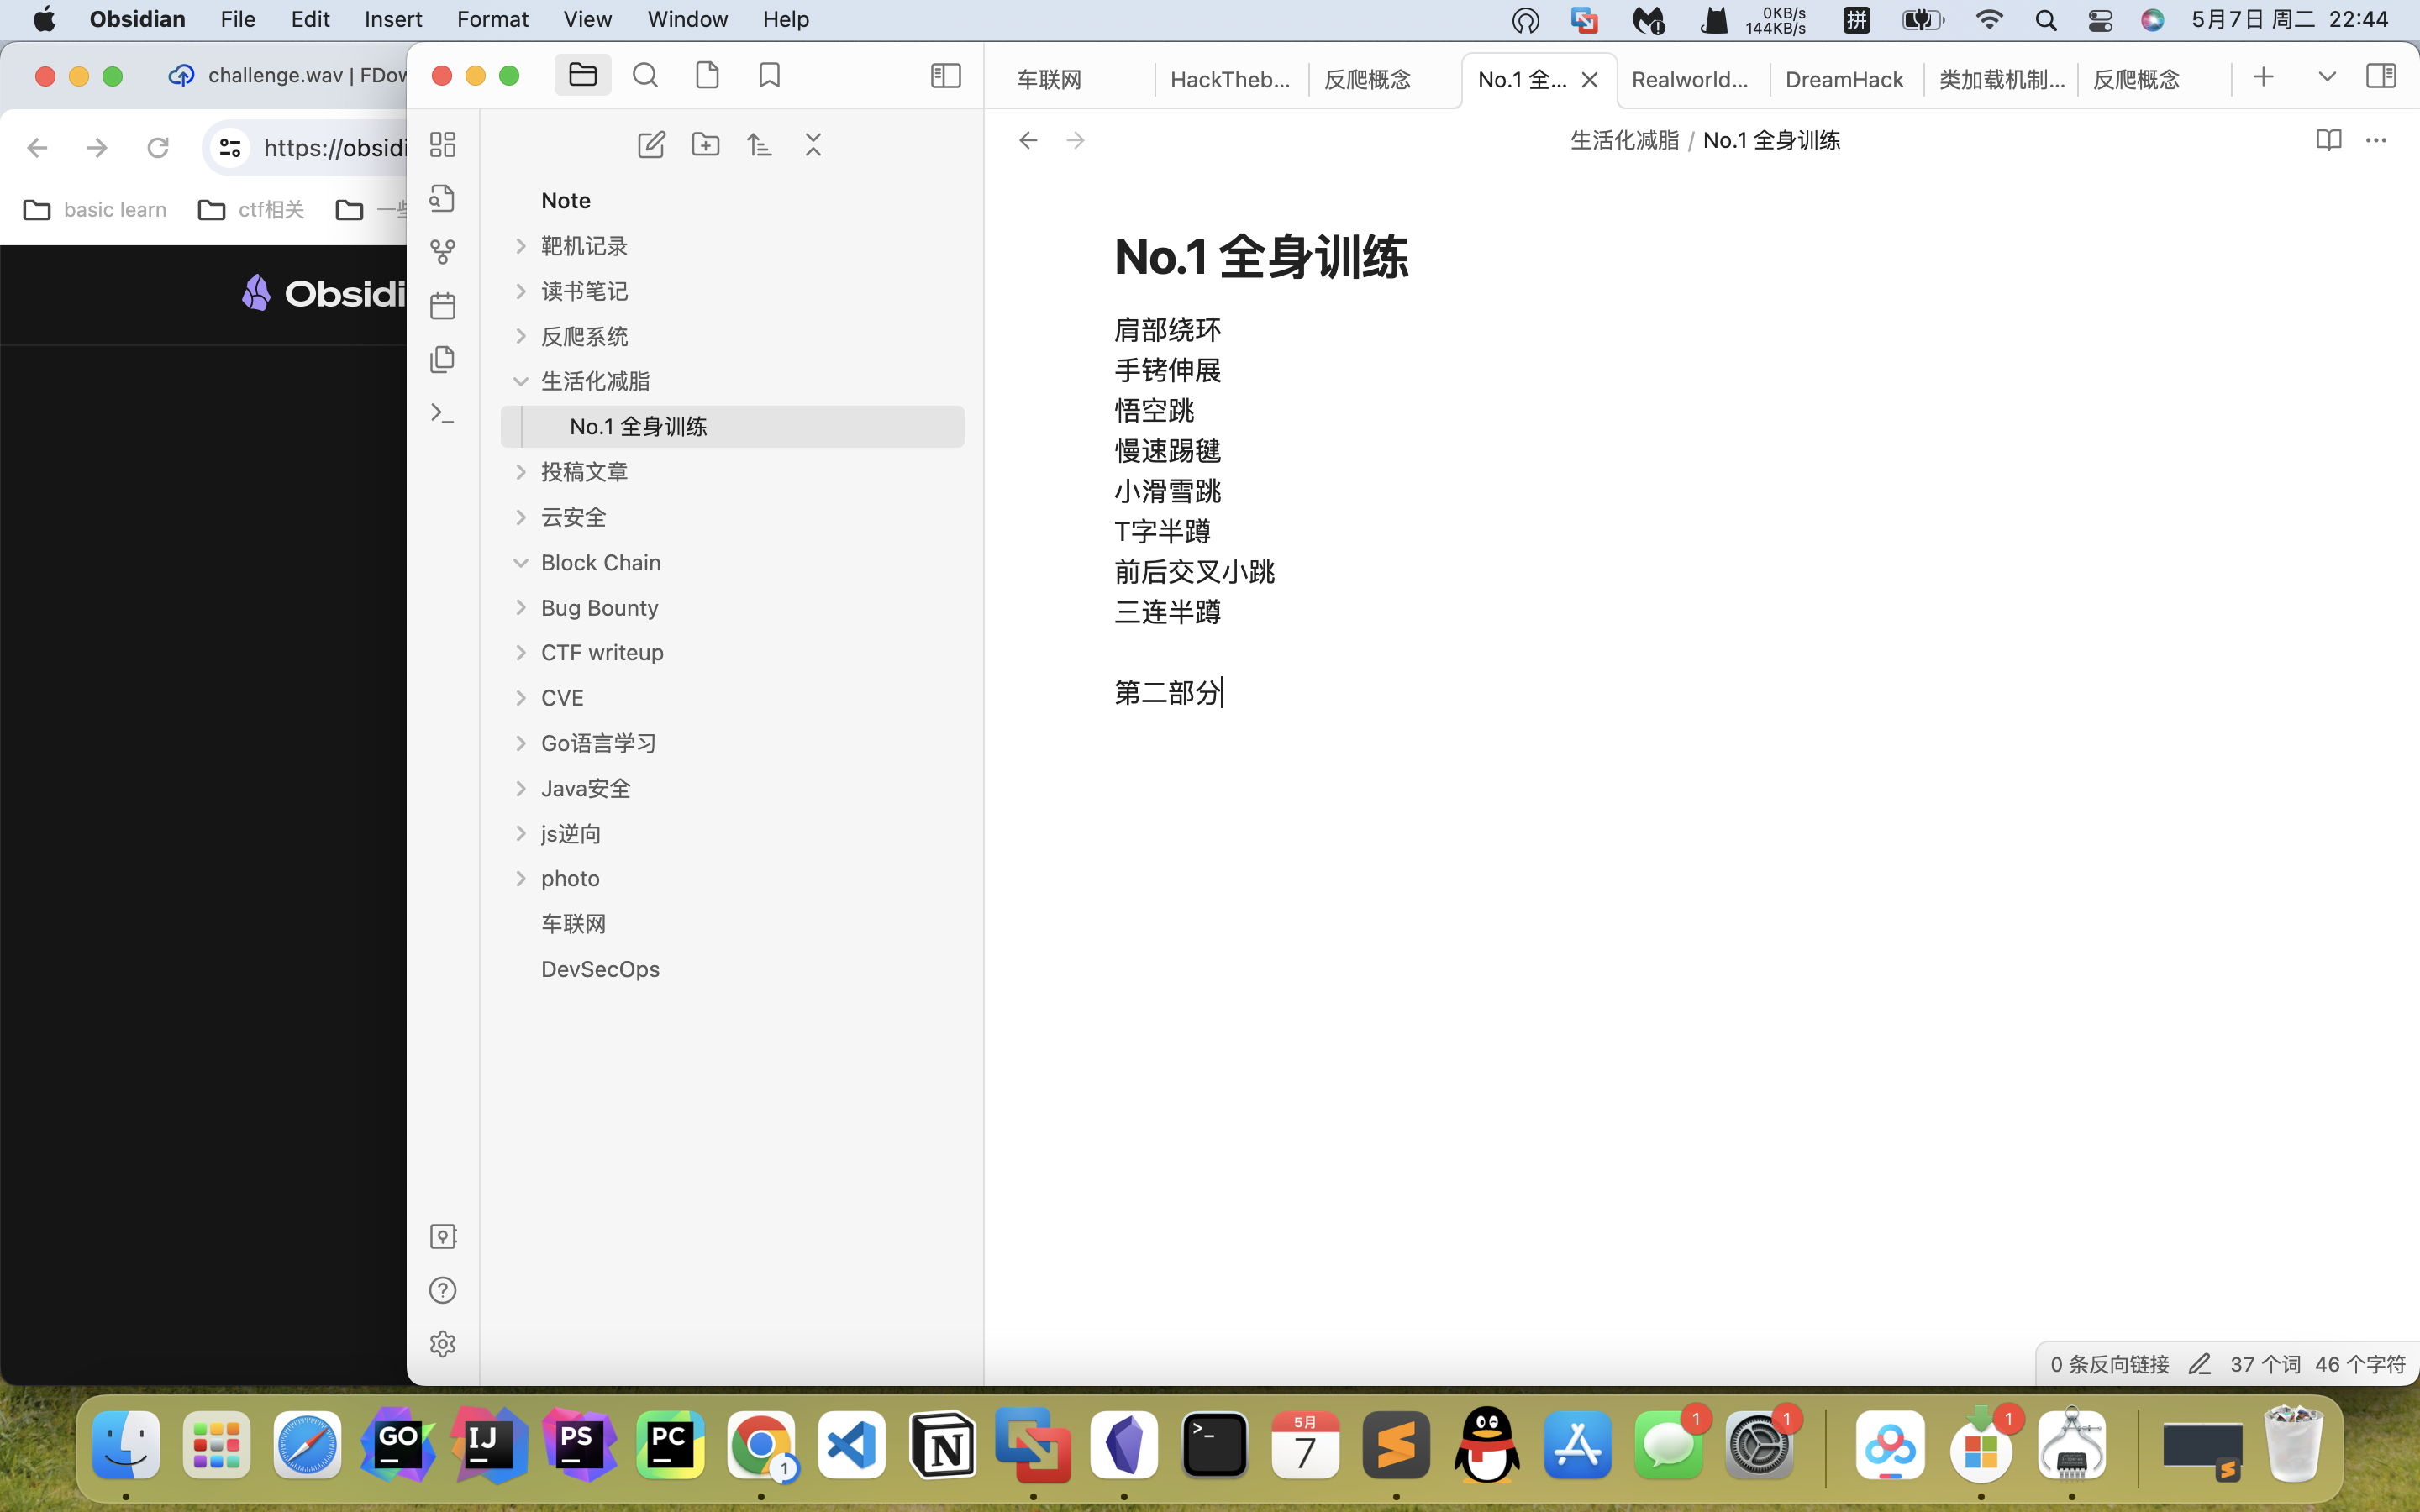 Obsidian File Edit Insert Format View Window Help
0KB/s
144KB/s
拼
5月7日 周二 22:44
challenge.wav | FDow
车联网
HackTheb...
反爬概念
No.1 全...
Realworld...
DreamHack
类加载机制...
反爬概念
https://obsidi
生活化减脂 / No.1 全身训练
basic learn
ctf相关
一些
Obsidi
Note
靶机记录
读书笔记
反爬系统
生活化减脂
No.1 全身训练
投稿文章
云安全
Block Chain
Bug Bounty
CTF writeup
CVE
Go语言学习
Java安全
js逆向
photo
车联网
DevSecOps
No.1 全身训练
肩部绕环
手铐伸展
悟空跳
慢速踢毽
小滑雪跳
T字半蹲
前后交叉小跳
三连半蹲
第二部分
0 条反向链接 37 个词 46 个字符
GO
IJ
PS
PC
1
N
>_
5月
7
1
1
1